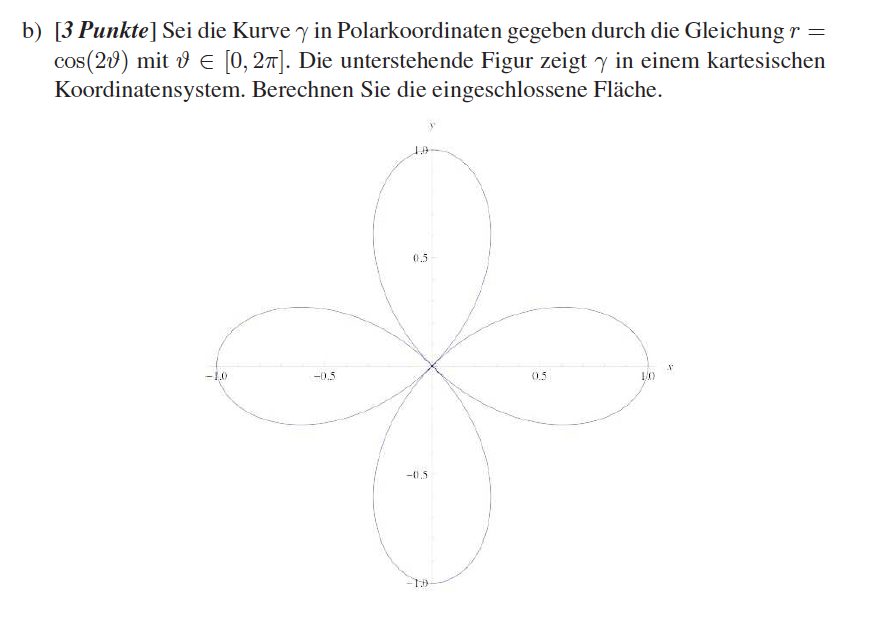 b) [3 Punkte] Sei die Kurve γ in Polarkoordinaten gegeben durch die Gleichung r =
cos(2ϑ) mit ϑ ∈ [0, 2π]. Die unterstehende Figur zeigt γ in einem kartesischen
Koordinatensystem. Berechnen Sie die eingeschlossene Fläche.
y
1.0
0.5
x
−1.0 −0.5 0.5 1.0
−0.5
−1.0